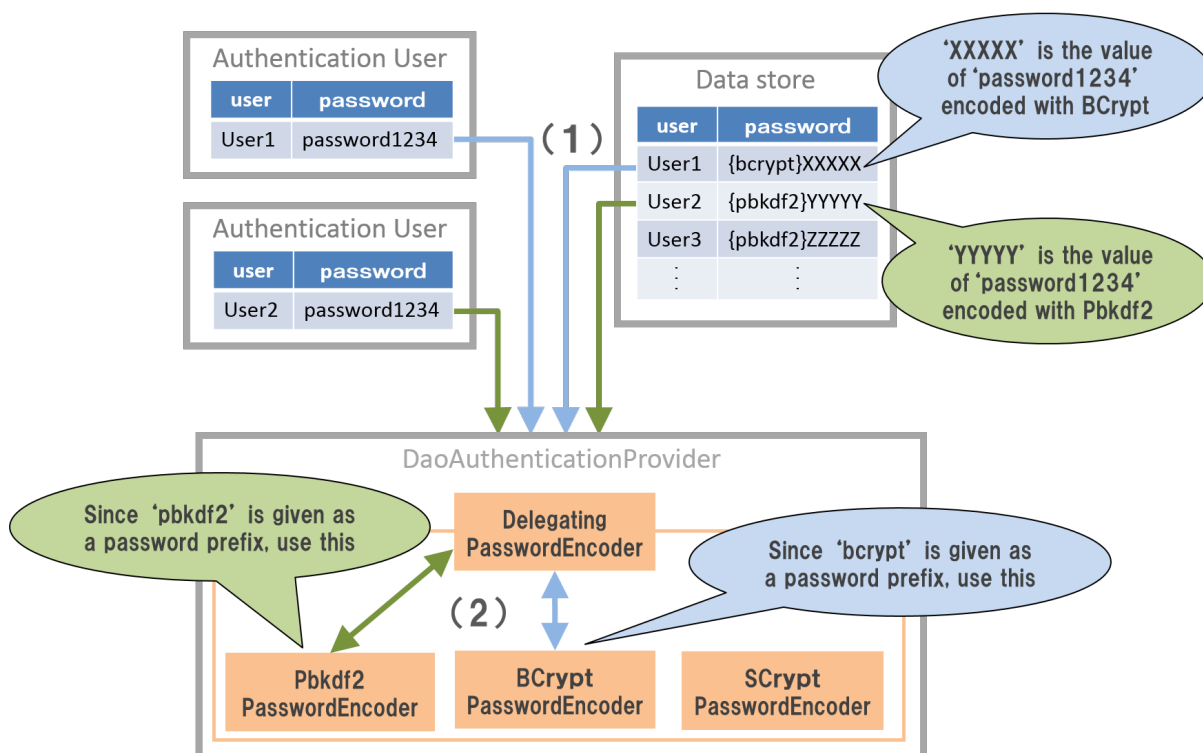 Authentication User
user password
User1 password1234
Authentication User
user password
User2 password1234
(1)
Data store
user password
User1 {bcrypt}XXXXX
User2 {pbkdf2}YYYYY
User3 {pbkdf2}ZZZZZ
⋮ ⋮
‘XXXXX’ is the value
of ‘password1234’
encoded with BCrypt
‘YYYYY’ is the value
of ‘password1234’
encoded with Pbkdf2
DaoAuthenticationProvider
Since ‘pbkdf2’ is given as
a password prefix, use this
Delegating
PasswordEncoder
Since ‘bcrypt’ is given as
a password prefix, use this
(2)
Pbkdf2
PasswordEncoder
BCrypt
PasswordEncoder
SCrypt
PasswordEncoder